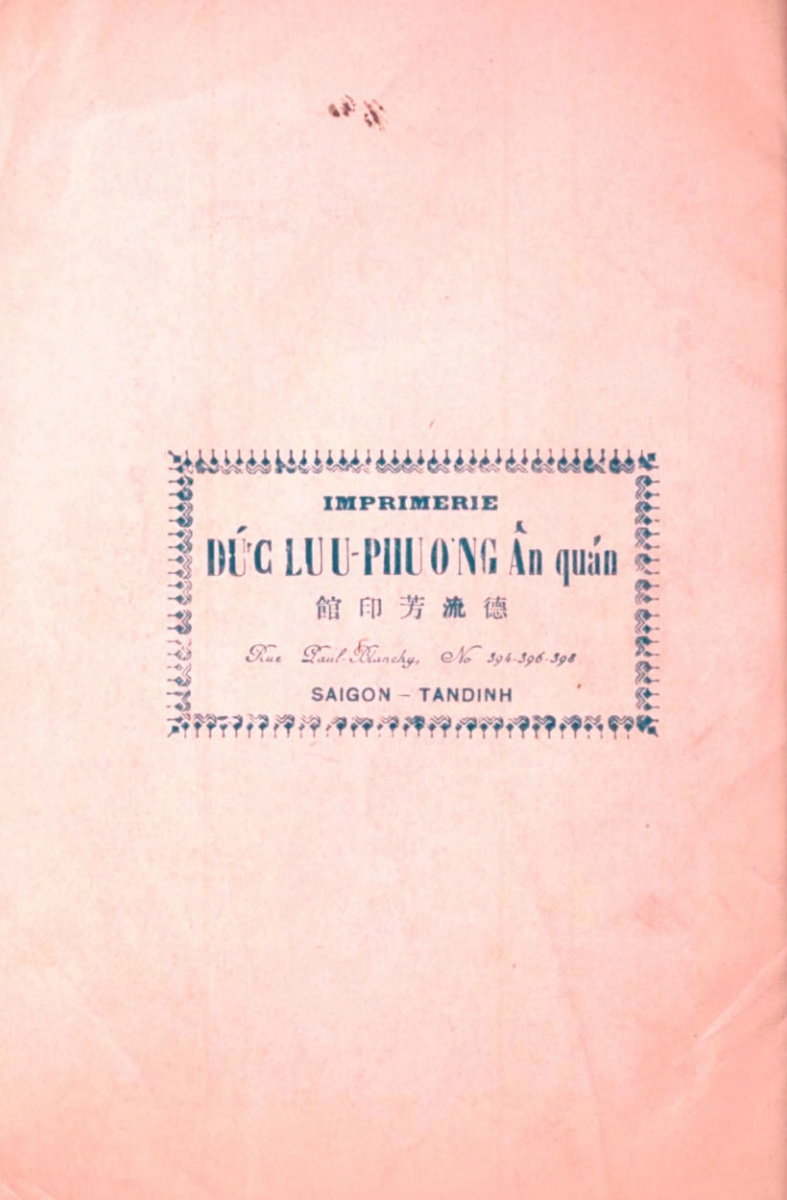 IMPRIMERIE
ĐỨC LƯU-PHƯƠNG Ấn quán
館印芳流德
Rue Paul-Blanchy, No 394-396-398
SAIGON – TANDINH